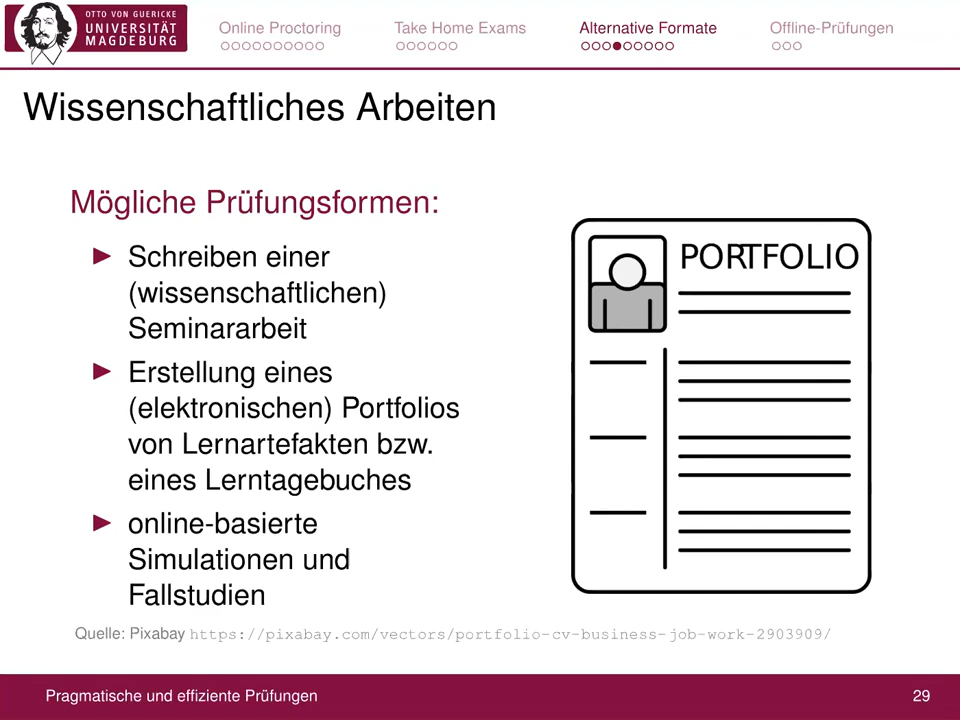 OTTO VON GUERICKE
UNIVERSITÄT
MAGDEBURG
Online Proctoring
Take Home Exams
Alternative Formate
Offline-Prüfungen
Wissenschaftliches Arbeiten
Mögliche Prüfungsformen:
Schreiben einer
(wissenschaftlichen)
Seminararbeit
Erstellung eines
(elektronischen) Portfolios
von Lernartefakten bzw.
eines Lerntagebuches
online-basierte
Simulationen und
Fallstudien
PORTFOLIO
Quelle: Pixabay https://pixabay.com/vectors/portfolio-cv-business-job-work-2903909/
Pragmatische und effiziente Prüfungen
29